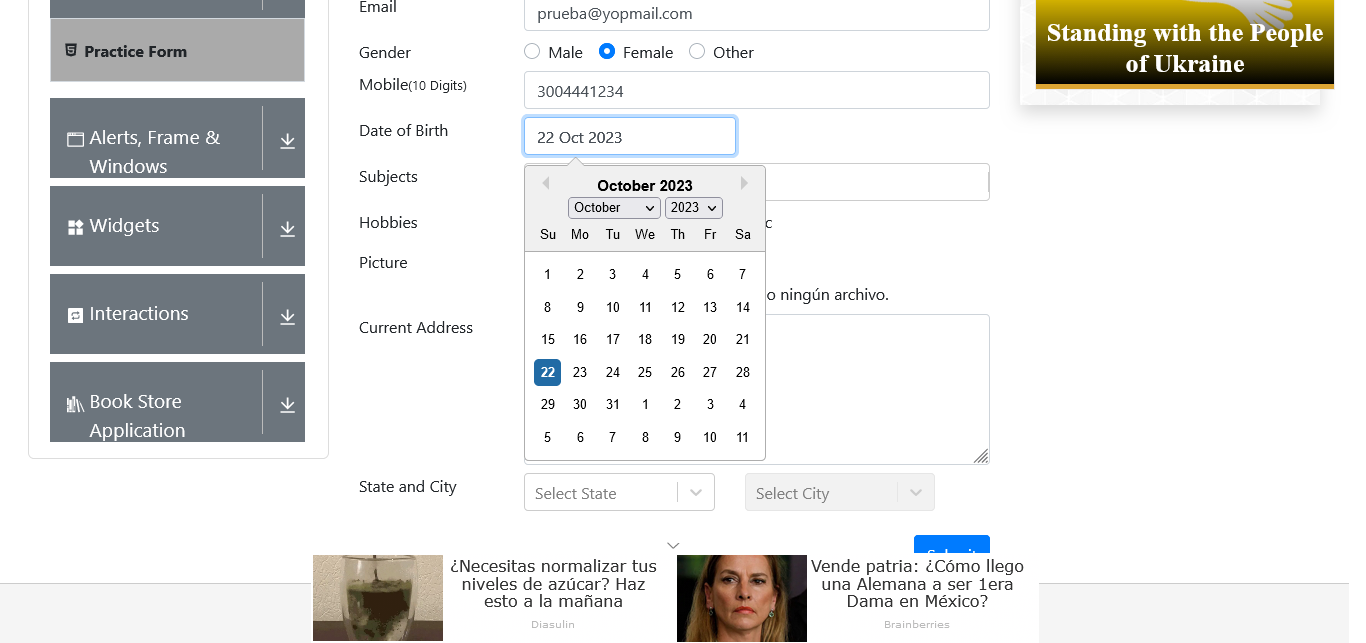 Practice Form
Alerts, Frame &
Windows
Widgets
Interactions
Book Store
Application
Email
prueba@yopmail.com
Gender
Male
Female
Other
Mobile(10 Digits)
3004441234
Date of Birth
22 Oct 2023
Subjects
Hobbies
c
Picture
o ningún archivo.
Current Address
October 2023
October
2023
Su Mo Tu We Th Fr Sa
1 2 3 4 5 6 7
8 9 10 11 12 13 14
15 16 17 18 19 20 21
22 23 24 25 26 27 28
29 30 31 1 2 3 4
5 6 7 8 9 10 11
State and City
Select State
Select City
Submit
Standing with the People
of Ukraine
¿Necesitas normalizar tus
niveles de azúcar? Haz
esto a la mañana
Diasulin
Vende patria: ¿Cómo llego
una Alemana a ser 1era
Dama en México?
Brainberries